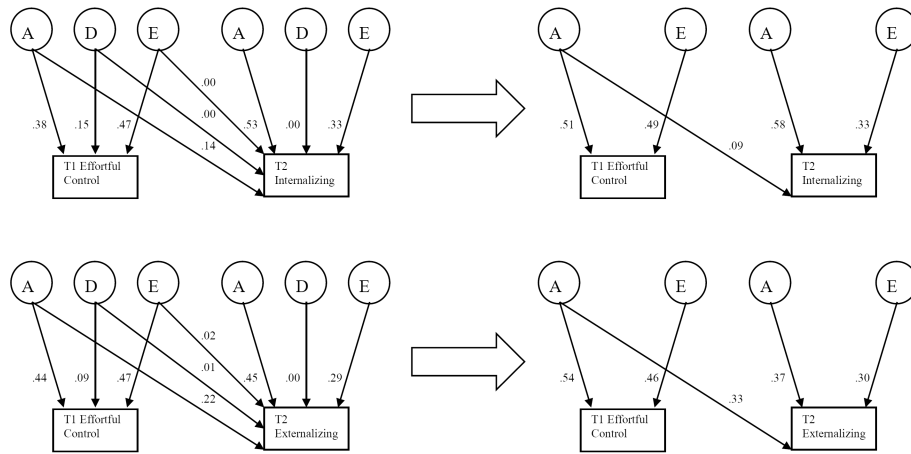 A D E A D E A E A E
.00
.00
.38 .15 .47 .14 .53 .00 .33 .51 .49 .09 .58 .33
T1 Effortful
Control
T2
Internalizing
T1 Effortful
Control
T2
Internalizing
A D E A D E A E A E
.02
.01
.44 .09 .47 .22 .45 .00 .29 .54 .46 .33 .37 .30
T1 Effortful
Control
T2
Externalizing
T1 Effortful
Control
T2
Externalizing